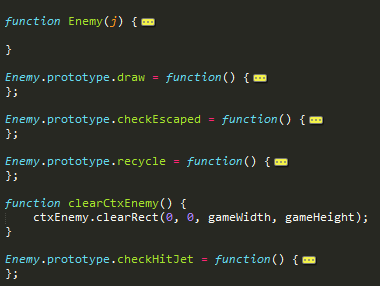 function Enemy(j) {
}
Enemy.prototype.draw = function() {
};
Enemy.prototype.checkEscaped = function() {
};
Enemy.prototype.recycle = function() {
};
function clearCtxEnemy() {
ctxEnemy.clearRect(0, 0, gameWidth, gameHeight);
}
Enemy.prototype.checkHitJet = function() {
};